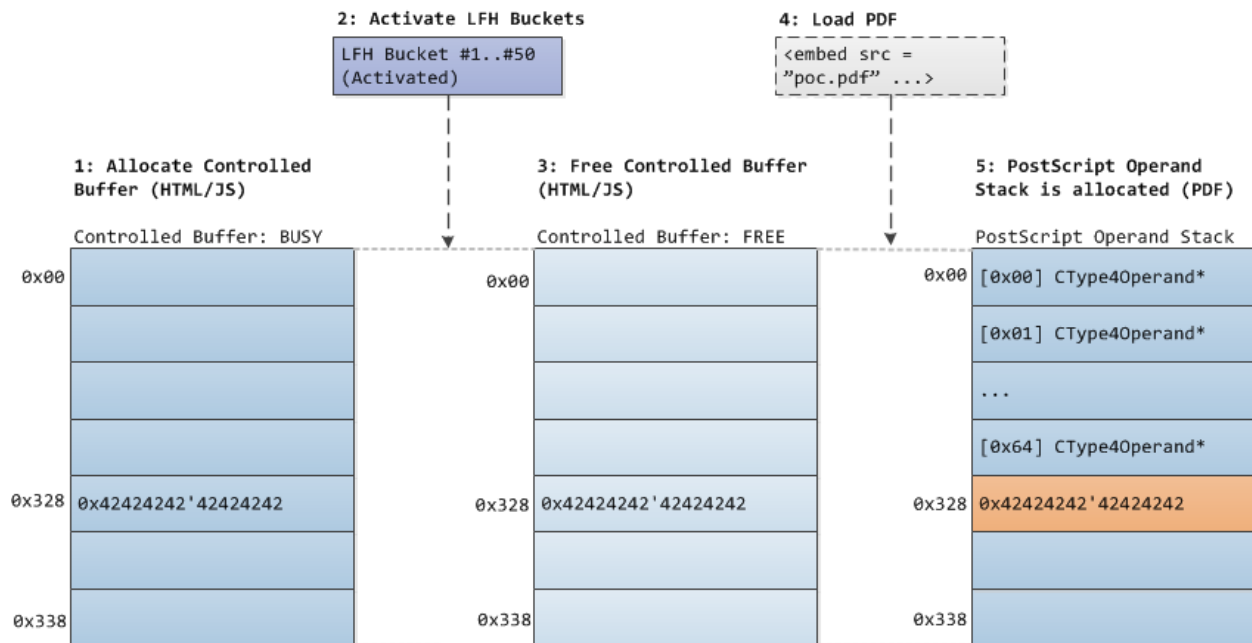 2: Activate LFH Buckets
4: Load PDF
LFH Bucket #1..#50
(Activated)
<embed src =
”poc.pdf” ...>
1: Allocate Controlled
Buffer (HTML/JS)
3: Free Controlled Buffer
(HTML/JS)
5: PostScript Operand
Stack is allocated (PDF)
Controlled Buffer: BUSY
Controlled Buffer: FREE
PostScript Operand Stack
0x00
0x00
0x00
[0x00] CType4Operand*
[0x01] CType4Operand*
...
[0x64] CType4Operand*
0x328
0x42424242'42424242
0x328
0x42424242'42424242
0x328
0x42424242'42424242
0x338
0x338
0x338